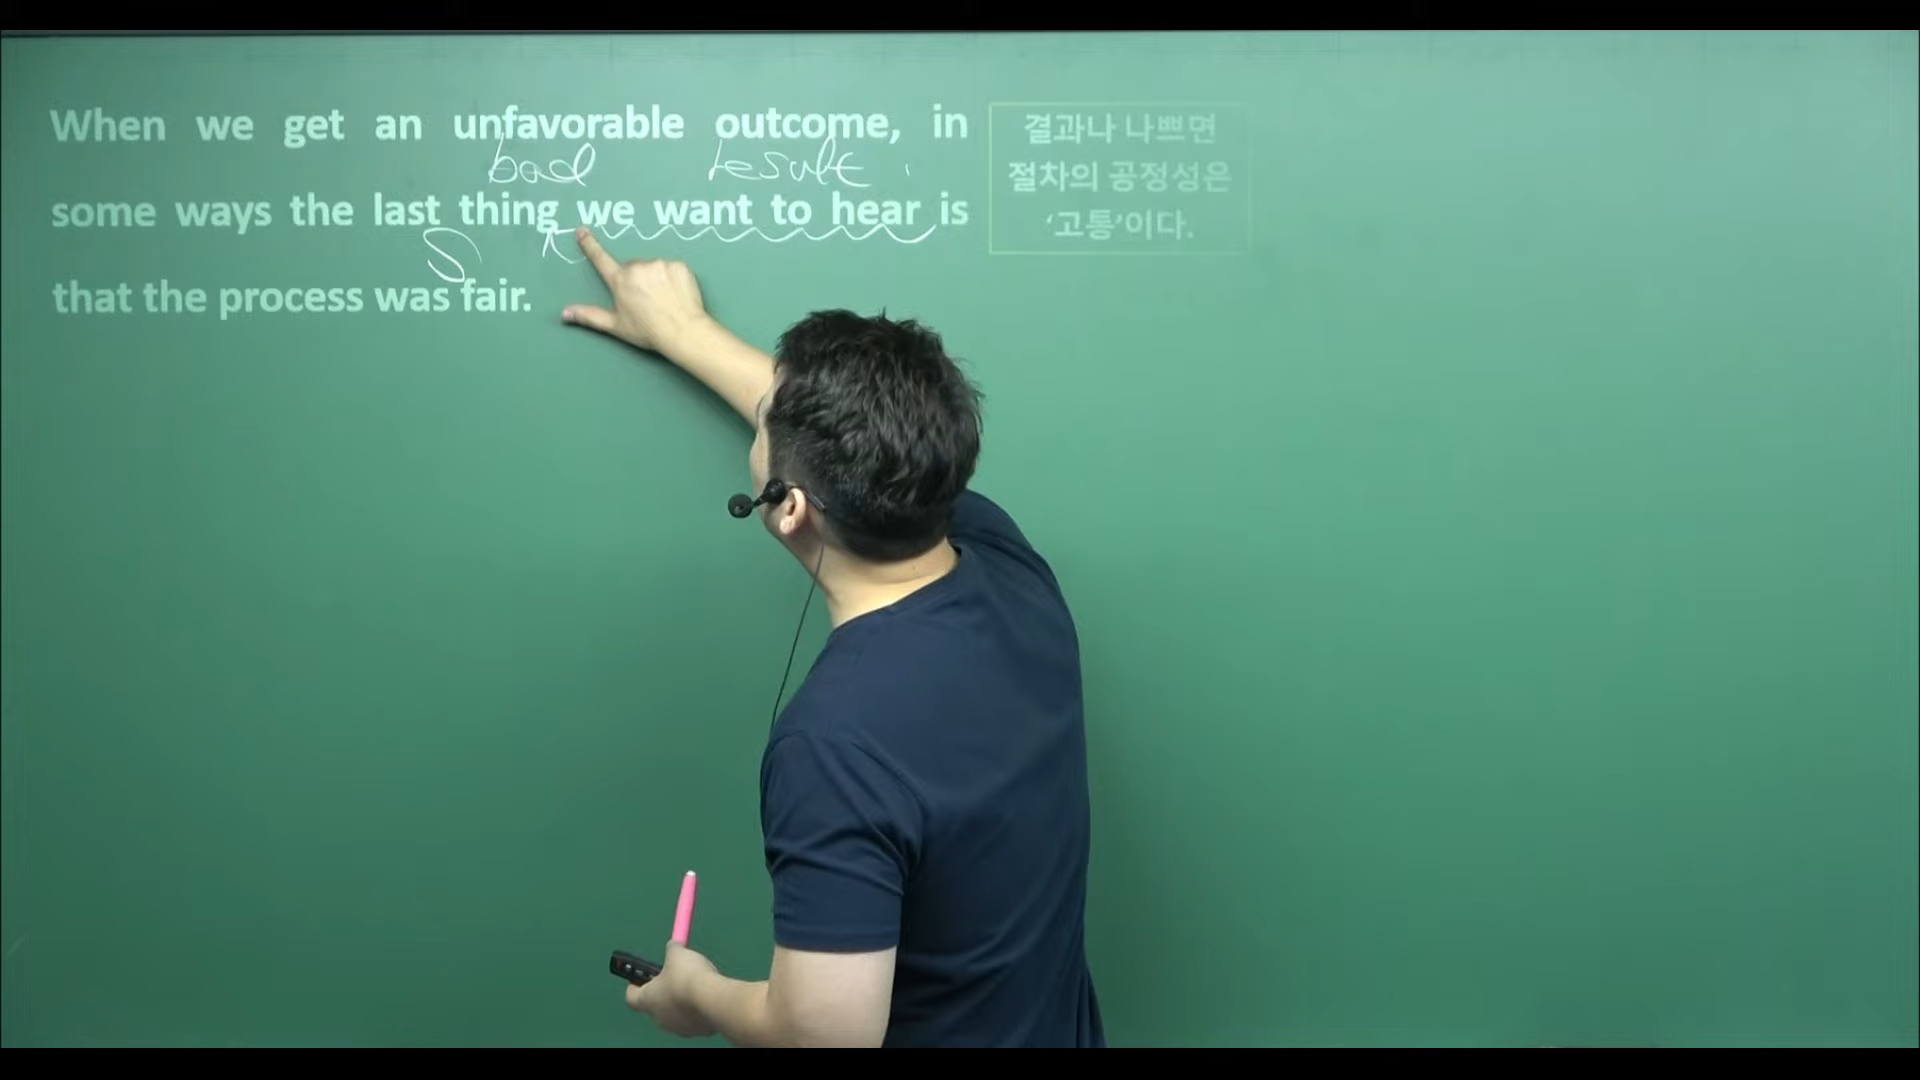 When we get an unfavorable outcome, in
bad result.
some ways the last thing we want to hear is
S
that the process was fair.
결과나 나쁘면
절차의 공정성은
‘고통’이다.